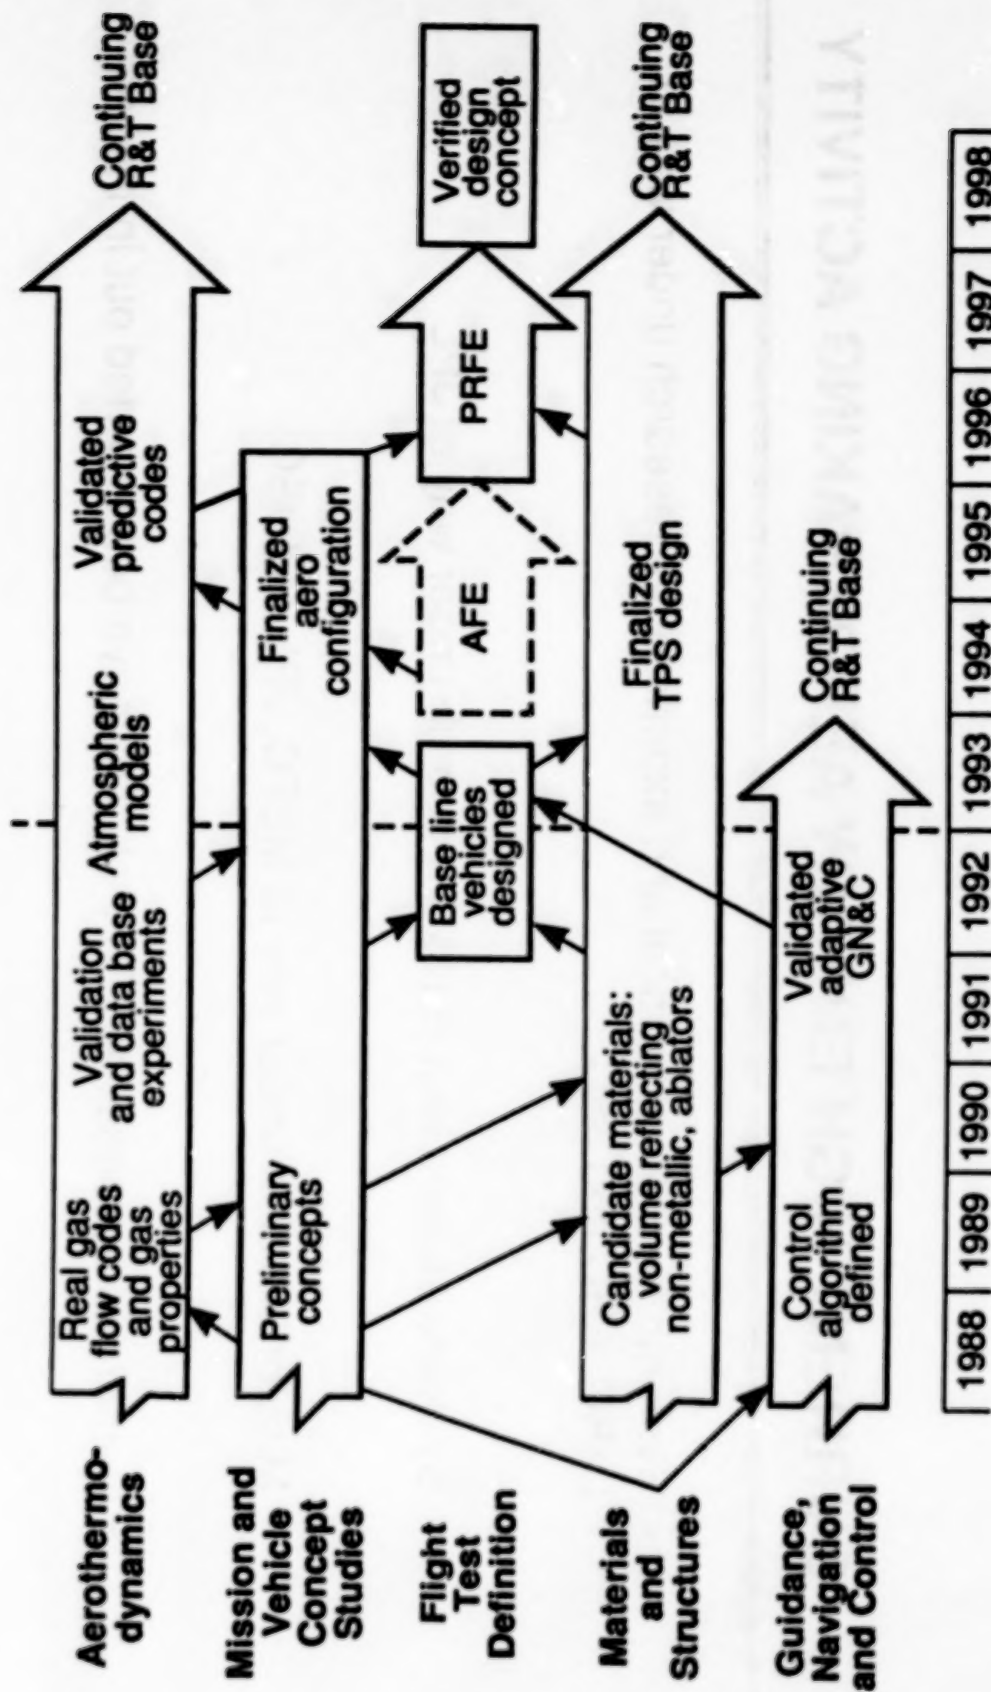 Aerothermo-
dynamics
Real gas
flow codes
and gas
properties
Validation
and data base
experiments
Atmospheric
models
Validated
predictive
codes
Continuing
R&T Base
Mission and
Vehicle
Concept
Studies
Preliminary
concepts
Finalized
aero
configuration
Flight
Test
Definition
Base line
vehicles
designed
AFE
PRFE
Verified
design
concept
Materials
and
Structures
Candidate materials:
volume reflecting
non-metallic, ablators
Finalized
TPS design
Continuing
R&T Base
Guidance,
Navigation
and Control
Control
algorithm
defined
Validated
adaptive
GN&C
Continuing
R&T Base
1988 1989 1990 1991 1992 1993 1994 1995 1996 1997 1998